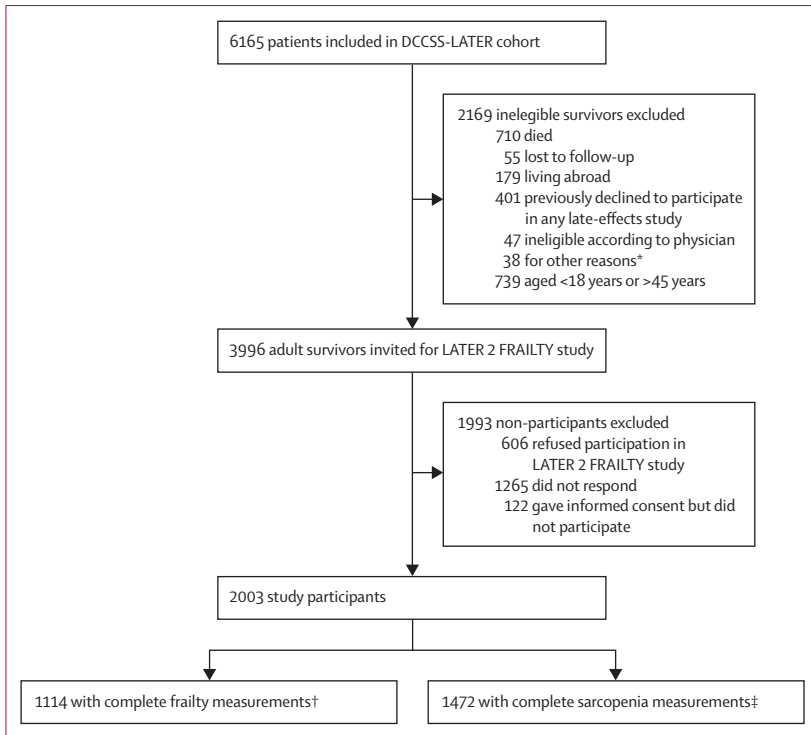 6165 patients included in DCCSS-LATER cohort
2169 inelegible survivors excluded
710 died
55 lost to follow-up
179 living abroad
401 previously declined to participate
in any late-effects study
47 ineligible according to physician
38 for other reasons*
739 aged <18 years or >45 years
3996 adult survivors invited for LATER 2 FRAILTY study
1993 non-participants excluded
606 refused participation in
LATER 2 FRAILTY study
1265 did not respond
122 gave informed consent but did
not participate
2003 study participants
1114 with complete frailty measurements†
1472 with complete sarcopenia measurements‡